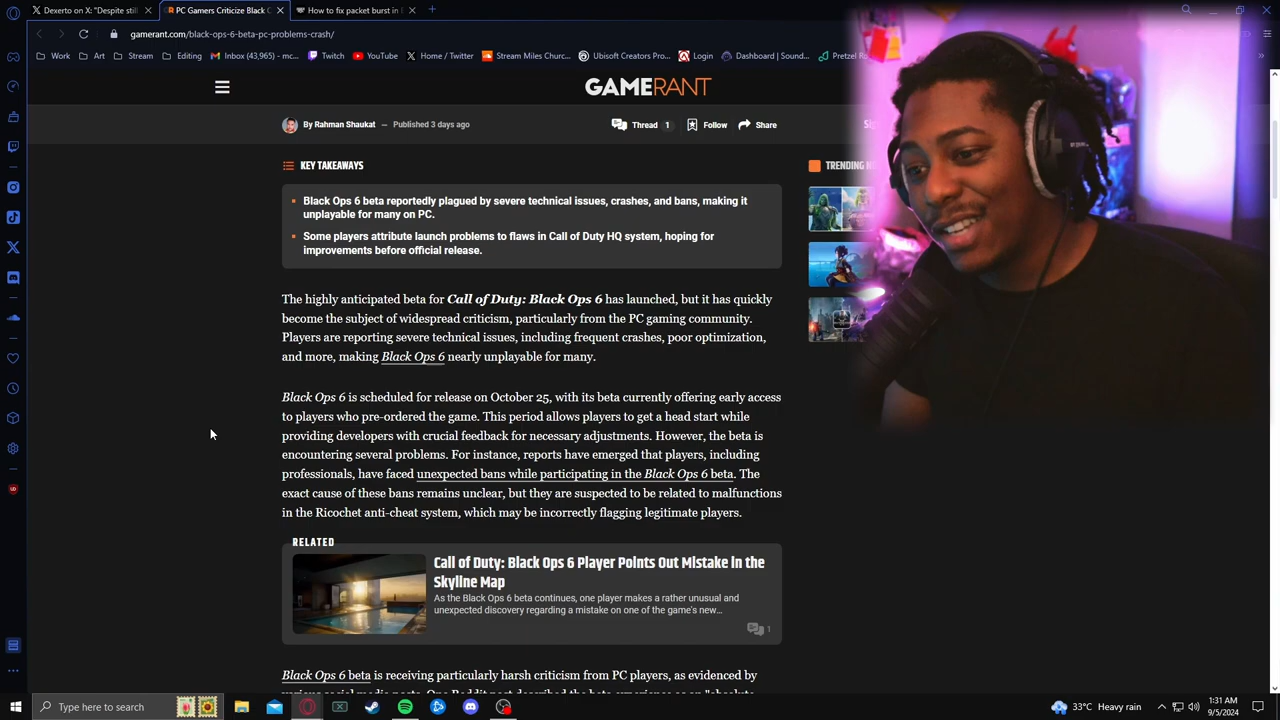 Dexerto on X: "Despite still
PC Gamers Criticize Black O
How to fix packet burst in
gamerant.com/black-ops-6-beta-pc-problems-crash/
Work
Art
Stream
Editing
Inbox (43,965) - mc...
Twitch
YouTube
Home / Twitter
Stream Miles Churc...
Ubisoft Creators Pro...
Login
Dashboard | Sound...
Pretzel Ro
GAMERANT
By Rahman Shaukat — Published 3 days ago
Thread 1
Follow
Share
KEY TAKEAWAYS
TRENDING N
Black Ops 6 beta reportedly plagued by severe technical issues, crashes, and bans, making it
unplayable for many on PC.
Some players attribute launch problems to flaws in Call of Duty HQ system, hoping for
improvements before official release.
The highly anticipated beta for Call of Duty: Black Ops 6 has launched, but it has quickly
become the subject of widespread criticism, particularly from the PC gaming community.
Players are reporting severe technical issues, including frequent crashes, poor optimization,
and more, making Black Ops 6 nearly unplayable for many.
Black Ops 6 is scheduled for release on October 25, with its beta currently offering early access
to players who pre-ordered the game. This period allows players to get a head start while
providing developers with crucial feedback for necessary adjustments. However, the beta is
encountering several problems. For instance, reports have emerged that players, including
professionals, have faced unexpected bans while participating in the Black Ops 6 beta. The
exact cause of these bans remains unclear, but they are suspected to be related to malfunctions
in the Ricochet anti-cheat system, which may be incorrectly flagging legitimate players.
RELATED
Call of Duty: Black Ops 6 Player Points Out Mistake in the
Skyline Map
As the Black Ops 6 beta continues, one player makes a rather unusual and
unexpected discovery regarding a mistake on one of the game's new...
1
Black Ops 6 beta is receiving particularly harsh criticism from PC players, as evidenced by
Type here to search
33°C Heavy rain
1:31 AM
9/5/2024